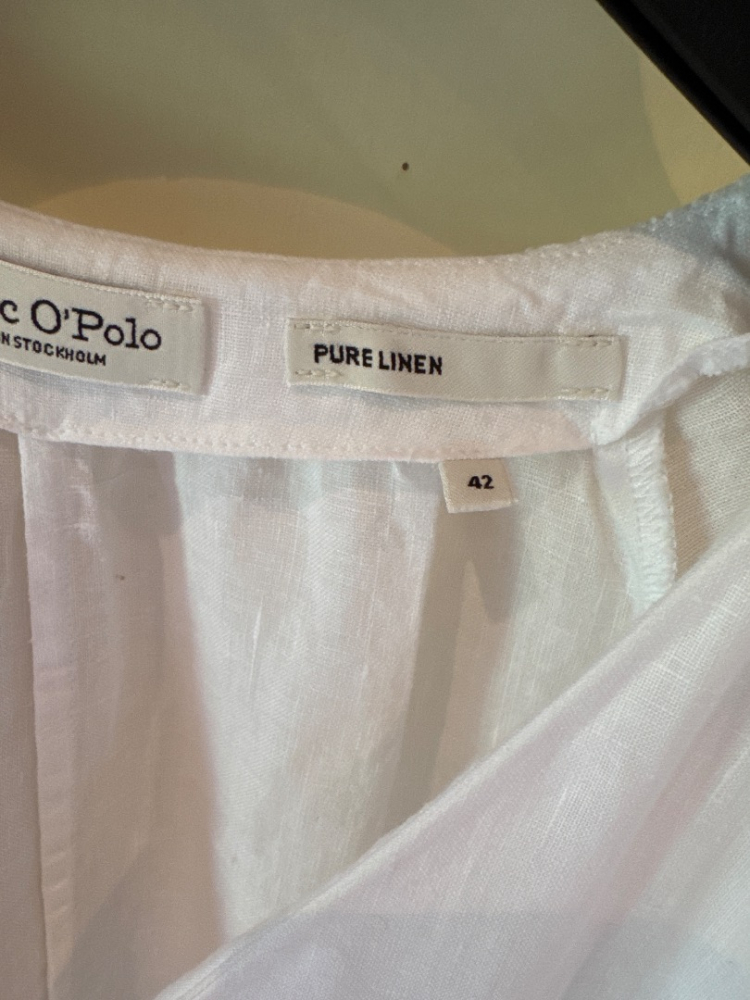 c O'Polo
N STOCKHOLM
PURE LINEN
42